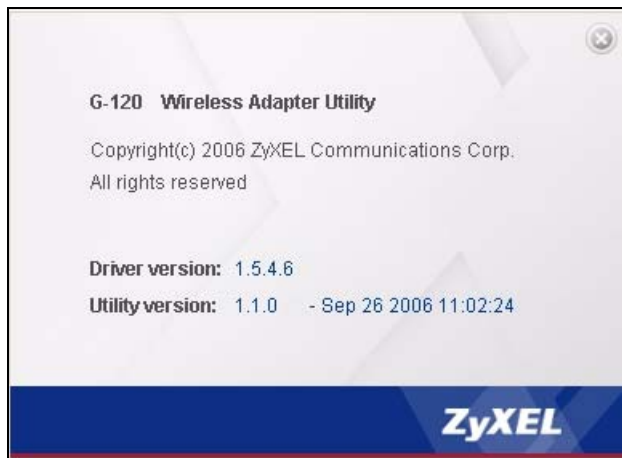 G-120 Wireless Adapter Utility
Copyright(c) 2006 ZyXEL Communications Corp.
All rights reserved
Driver version: 1.5.4.6
Utility version: 1.1.0 - Sep 26 2006 11:02:24
ZyXEL